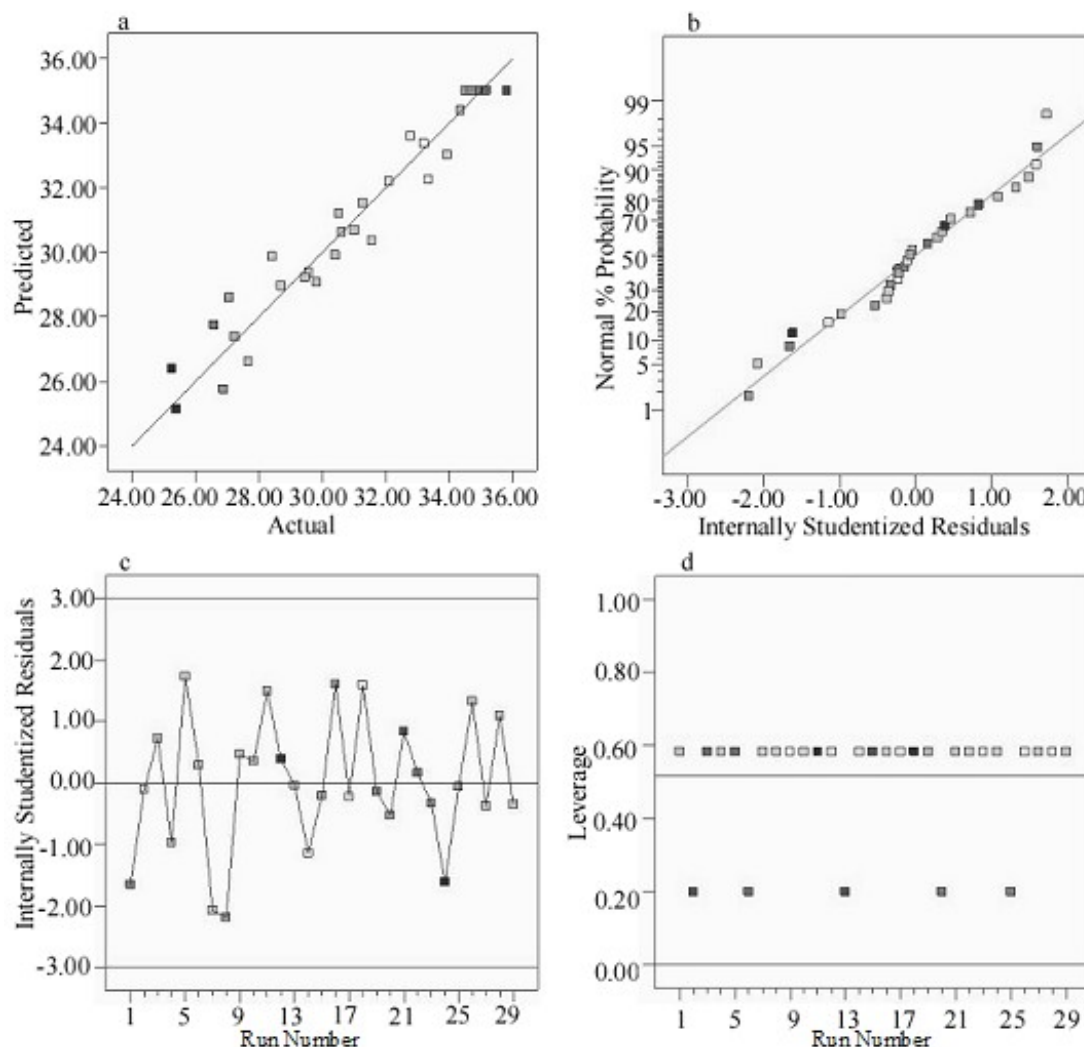 a
36.00
34.00
32.00
30.00
28.00
26.00
24.00
Predicted
24.00 26.00 28.00 30.00 32.00 34.00 36.00
Actual
b
99
95
90
80
70
50
30
20
10
5
1
Normal % Probability
-3.00 -2.00 -1.00 0.00 1.00 2.00
Internally Studentized Residuals
c
3.00
2.00
1.00
0.00
-1.00
-2.00
-3.00
Internally Studentized Residuals
1 5 9 13 17 21 25 29
Run Number
d
1.00
0.80
0.60
0.40
0.20
0.00
Leverage
1 5 9 13 17 21 25 29
Run Number